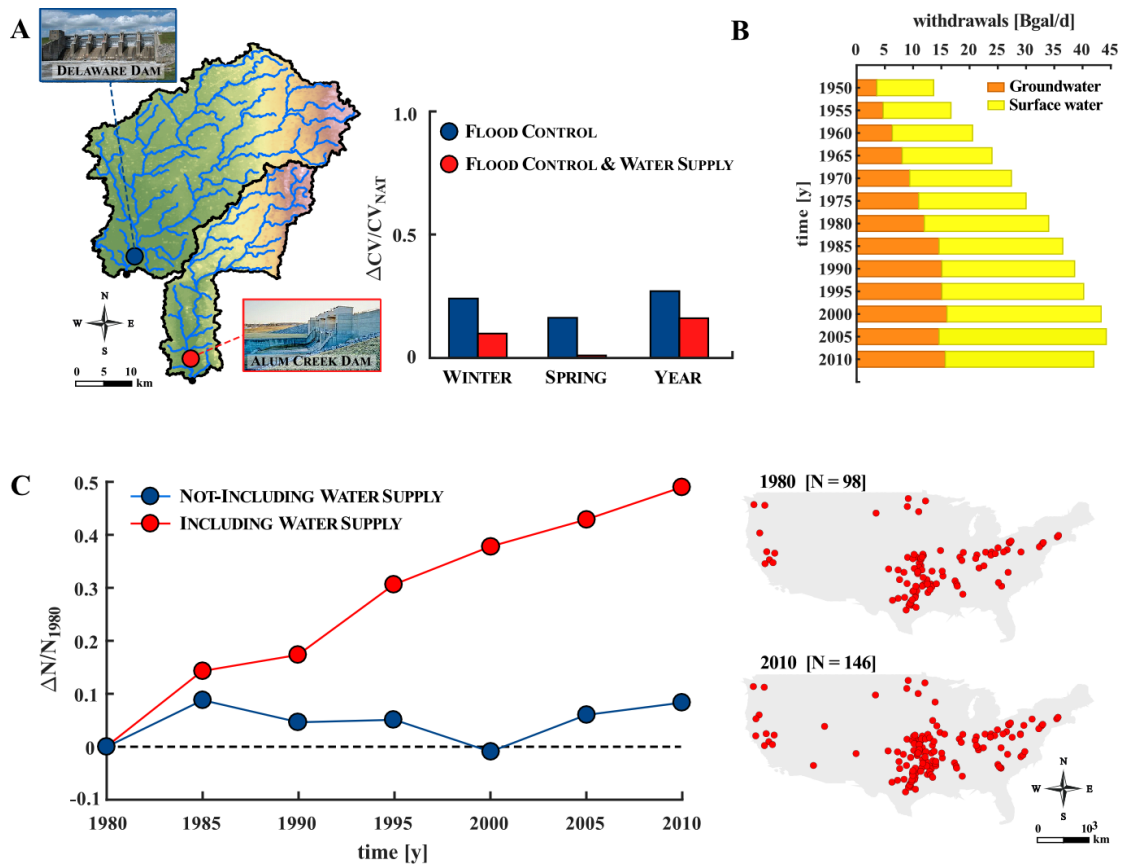 A
DELAWARE DAM
N
W E
S
0 5 10
km
ALUM CREEK DAM
ΔCV/CV_NAT
1.0
0.5
0
FLOOD CONTROL
FLOOD CONTROL & WATER SUPPLY
WINTER SPRING YEAR
B
withdrawals [Bgal/d]
0 5 10 15 20 25 30 35 40 45
Groundwater
Surface water
time [y]
1950
1955
1960
1965
1970
1975
1980
1985
1990
1995
2000
2005
2010
C
ΔN/N_1980
0.5
0.4
0.3
0.2
0.1
0
-0.1
NOT-INCLUDING WATER SUPPLY
INCLUDING WATER SUPPLY
1980 1985 1990 1995 2000 2005 2010
time [y]
1980 [N = 98]
2010 [N = 146]
N
W E
S
0 10³
km